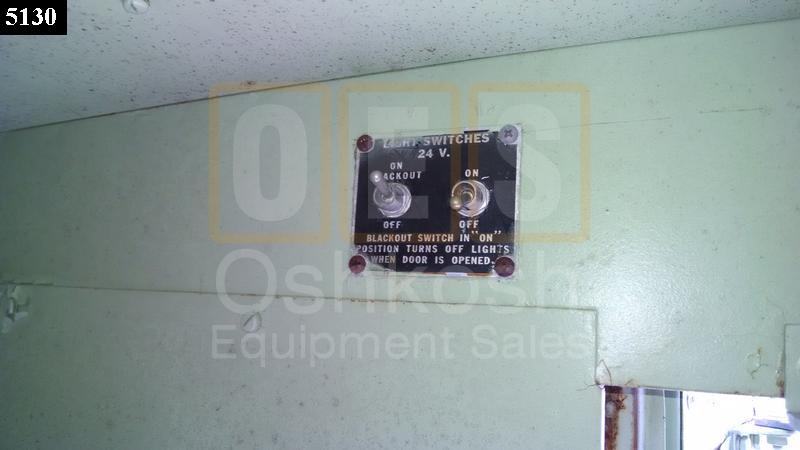 5130
OES
LIGHT SWITCHES
24 V.
ON
BLACKOUT
ON
OFF
OFF
BLACKOUT SWITCH IN "ON"
POSITION TURNS OFF LIGHTS
WHEN DOOR IS OPENED.
Oshkosh
Equipment Sales